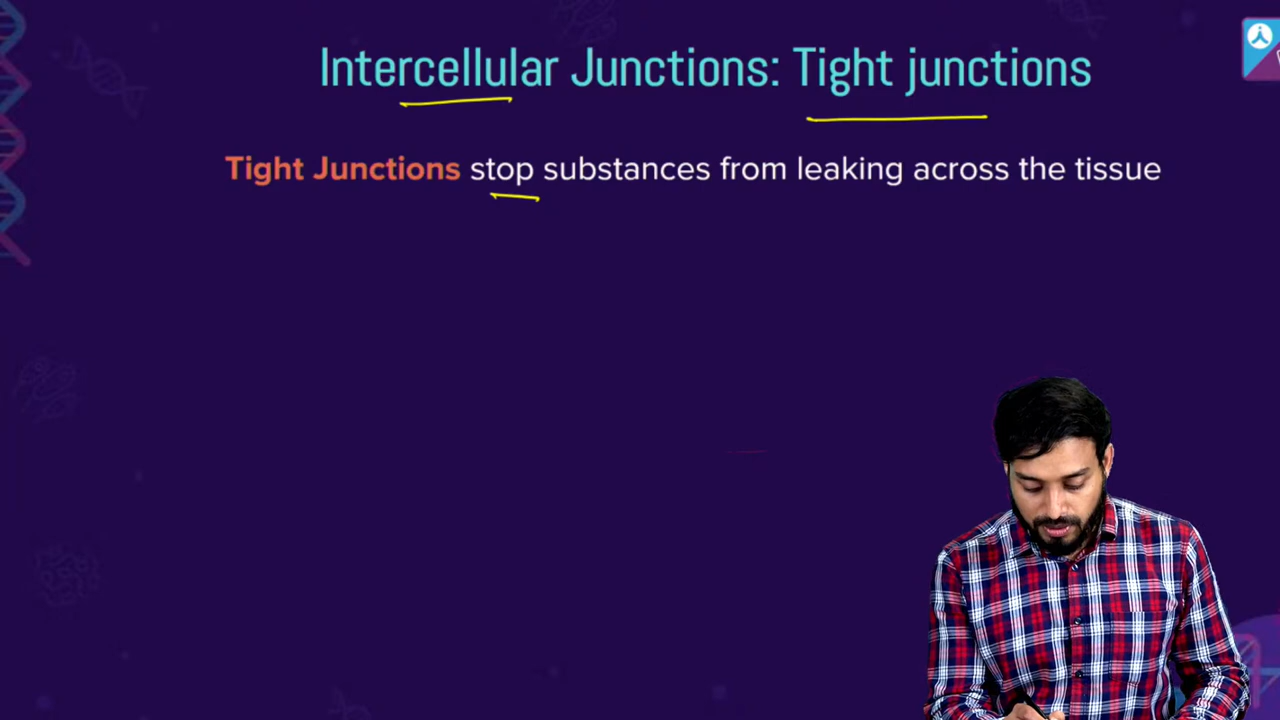 Intercellular Junctions: Tight junctions
Tight Junctions stop substances from leaking across the tissue